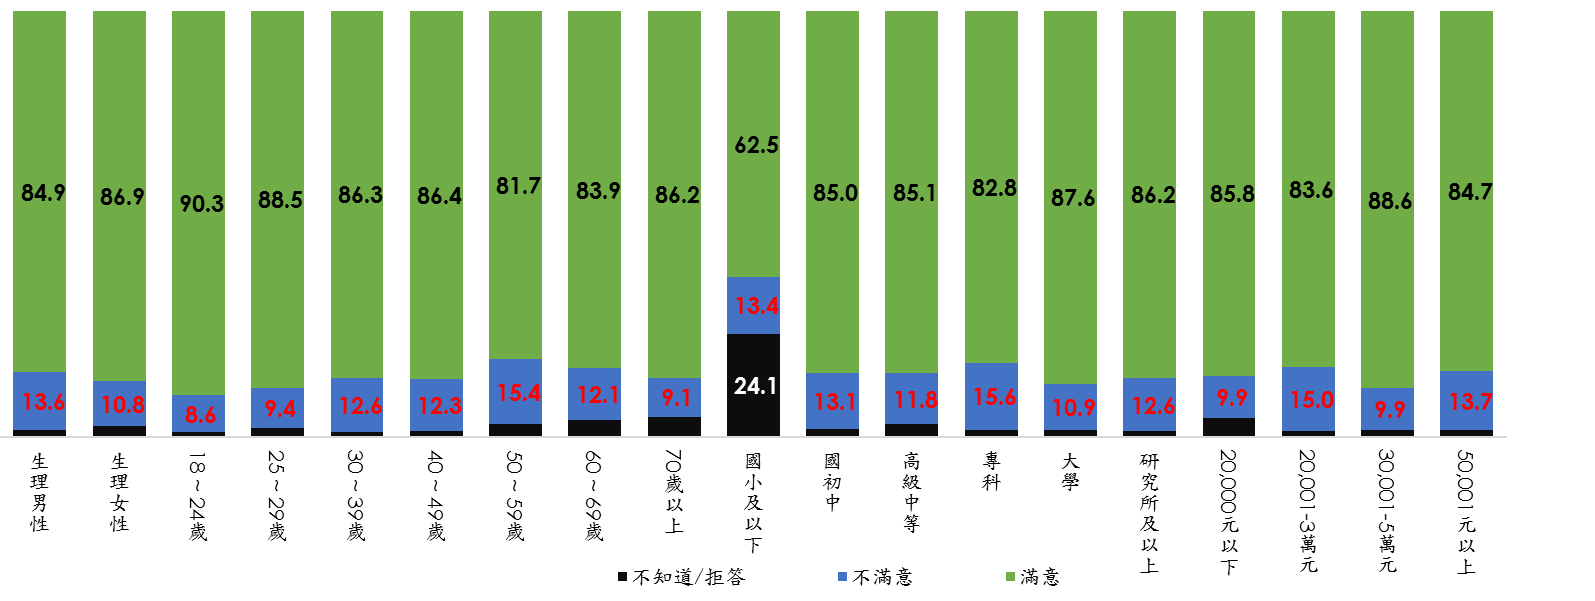 84.9
86.9
90.3
88.5
86.3
86.4
81.7
83.9
86.2
62.5
85.0
85.1
82.8
87.6
86.2
85.8
83.6
88.6
84.7
13.6
10.8
8.6
9.4
12.6
12.3
15.4
12.1
9.1
13.4
13.1
11.8
15.6
10.9
12.6
9.9
15.0
9.9
13.7
24.1
生理男性
生理女性
18～24歲
25～29歲
30～39歲
40～49歲
50～59歲
60～69歲
70歲以上
國小及以下
國初中
高級中等
專科
大學
研究所及以上
20,000元以下
20,001-3萬元
30,001-5萬元
50,001元以上
不知道/拒答
不滿意
滿意